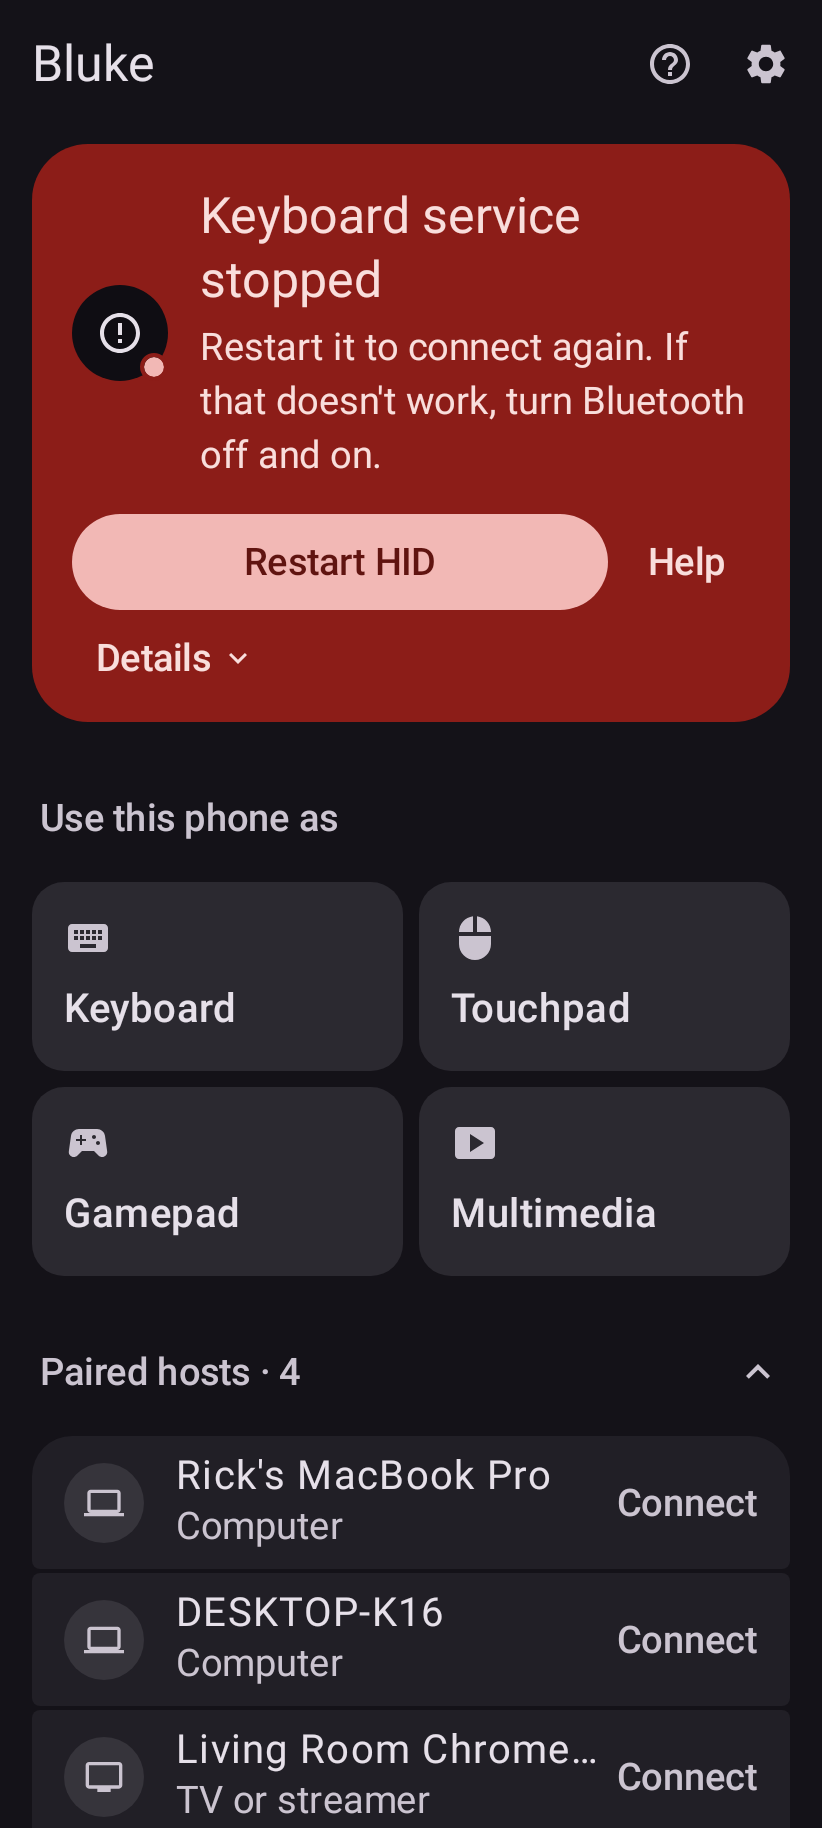 Bluke
Keyboard service
stopped
Restart it to connect again. If
that doesn't work, turn Bluetooth
off and on.
Restart HID
Help
Details
Use this phone as
Keyboard
Touchpad
Gamepad
Multimedia
Paired hosts · 4
Rick's MacBook Pro
Computer
Connect
DESKTOP-K16
Computer
Connect
Living Room Chrome…
TV or streamer
Connect